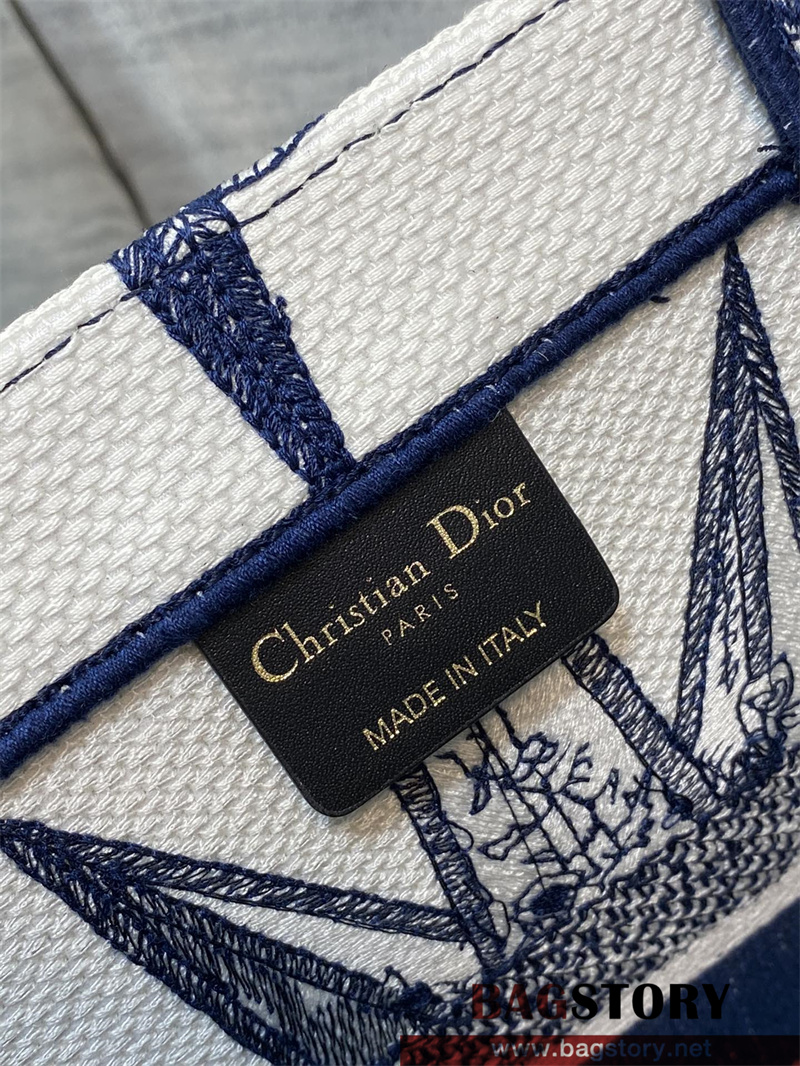 Christian Dior
PARIS
MADE IN ITALY
BAGSTORY
www.bagstory.net